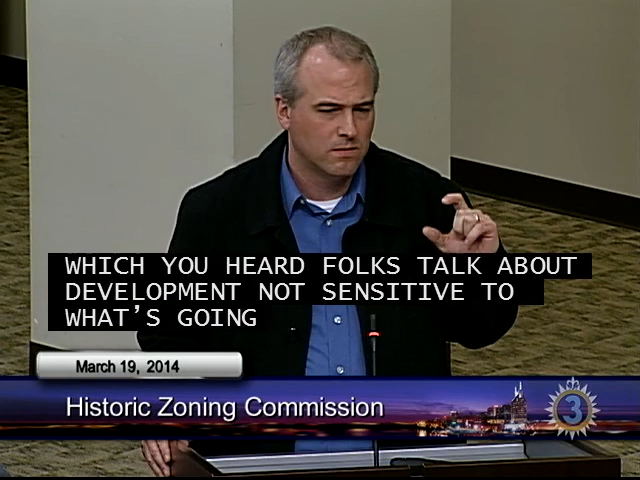 WHICH YOU HEARD FOLKS TALK ABOUT
DEVELOPMENT NOT SENSITIVE TO
WHAT'S GOING
March 19, 2014
Historic Zoning Commission
3